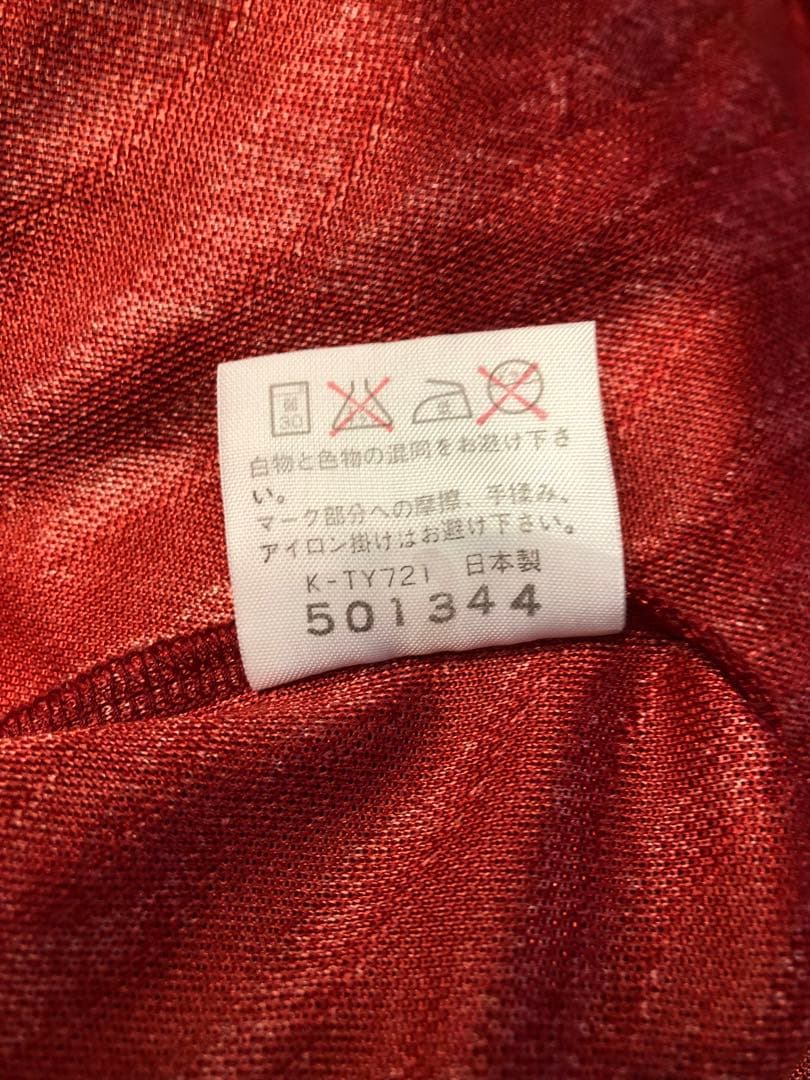 弱
30
白物と色物の混同をお避け下さ
い。
マーク部分への摩擦、手揉み、
アイロン掛けはお避け下さい。
K-TY721 日本製
501344